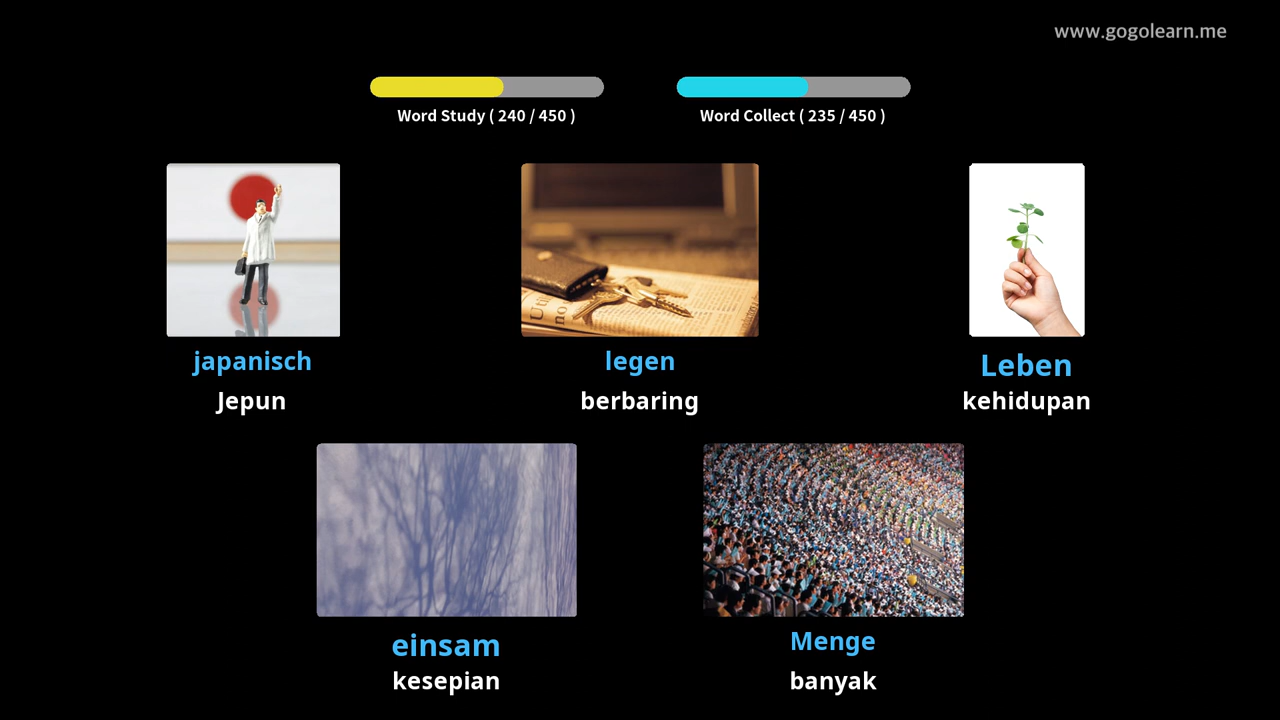 www.gogolearn.me
Word Study ( 240 / 450 )
Word Collect ( 235 / 450 )
japanisch
Jepun
legen
berbaring
Leben
kehidupan
einsam
kesepian
Menge
banyak